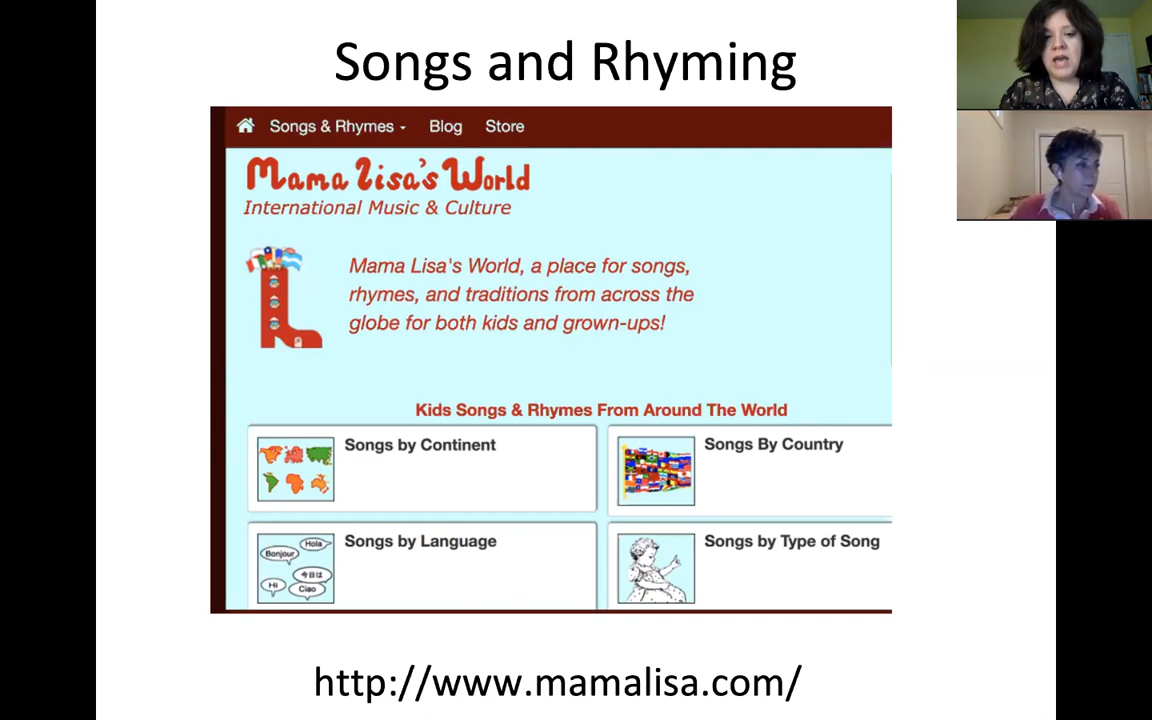 Songs and Rhyming
Songs & Rhymes Blog Store
Mama Lisa's World
International Music & Culture
Mama Lisa's World, a place for songs,
rhymes, and traditions from across the
globe for both kids and grown-ups!
Kids Songs & Rhymes From Around The World
Songs by Continent
Songs By Country
Songs by Language
Hola
Bonjour
今日は
Hi
Ciao
Songs by Type of Song
http://www.mamalisa.com/